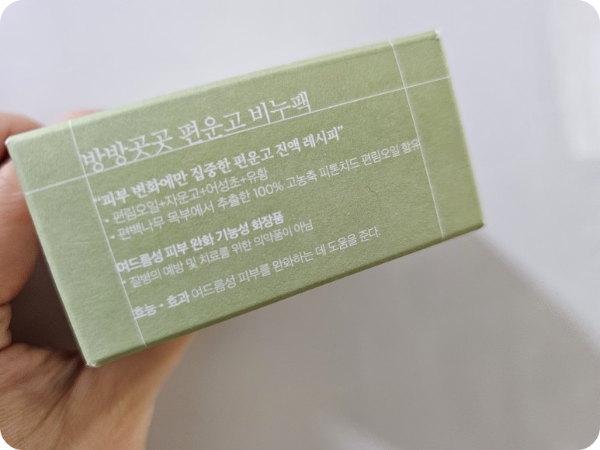 방방곳곳 편운고 비누팩
"피부 변화에만 집중한 편운고 진액 레시피"
• 편림오일+자운고+어성초+유황
• 편백나무 목부에서 추출한 100% 고농축 피톤치드 편림오일 함유
여드름성 피부 완화 기능성 화장품
• 질병의 예방 및 치료를 위한 의약품이 아님
효능 • 효과 여드름성 피부를 완화하는 데 도움을 준다.